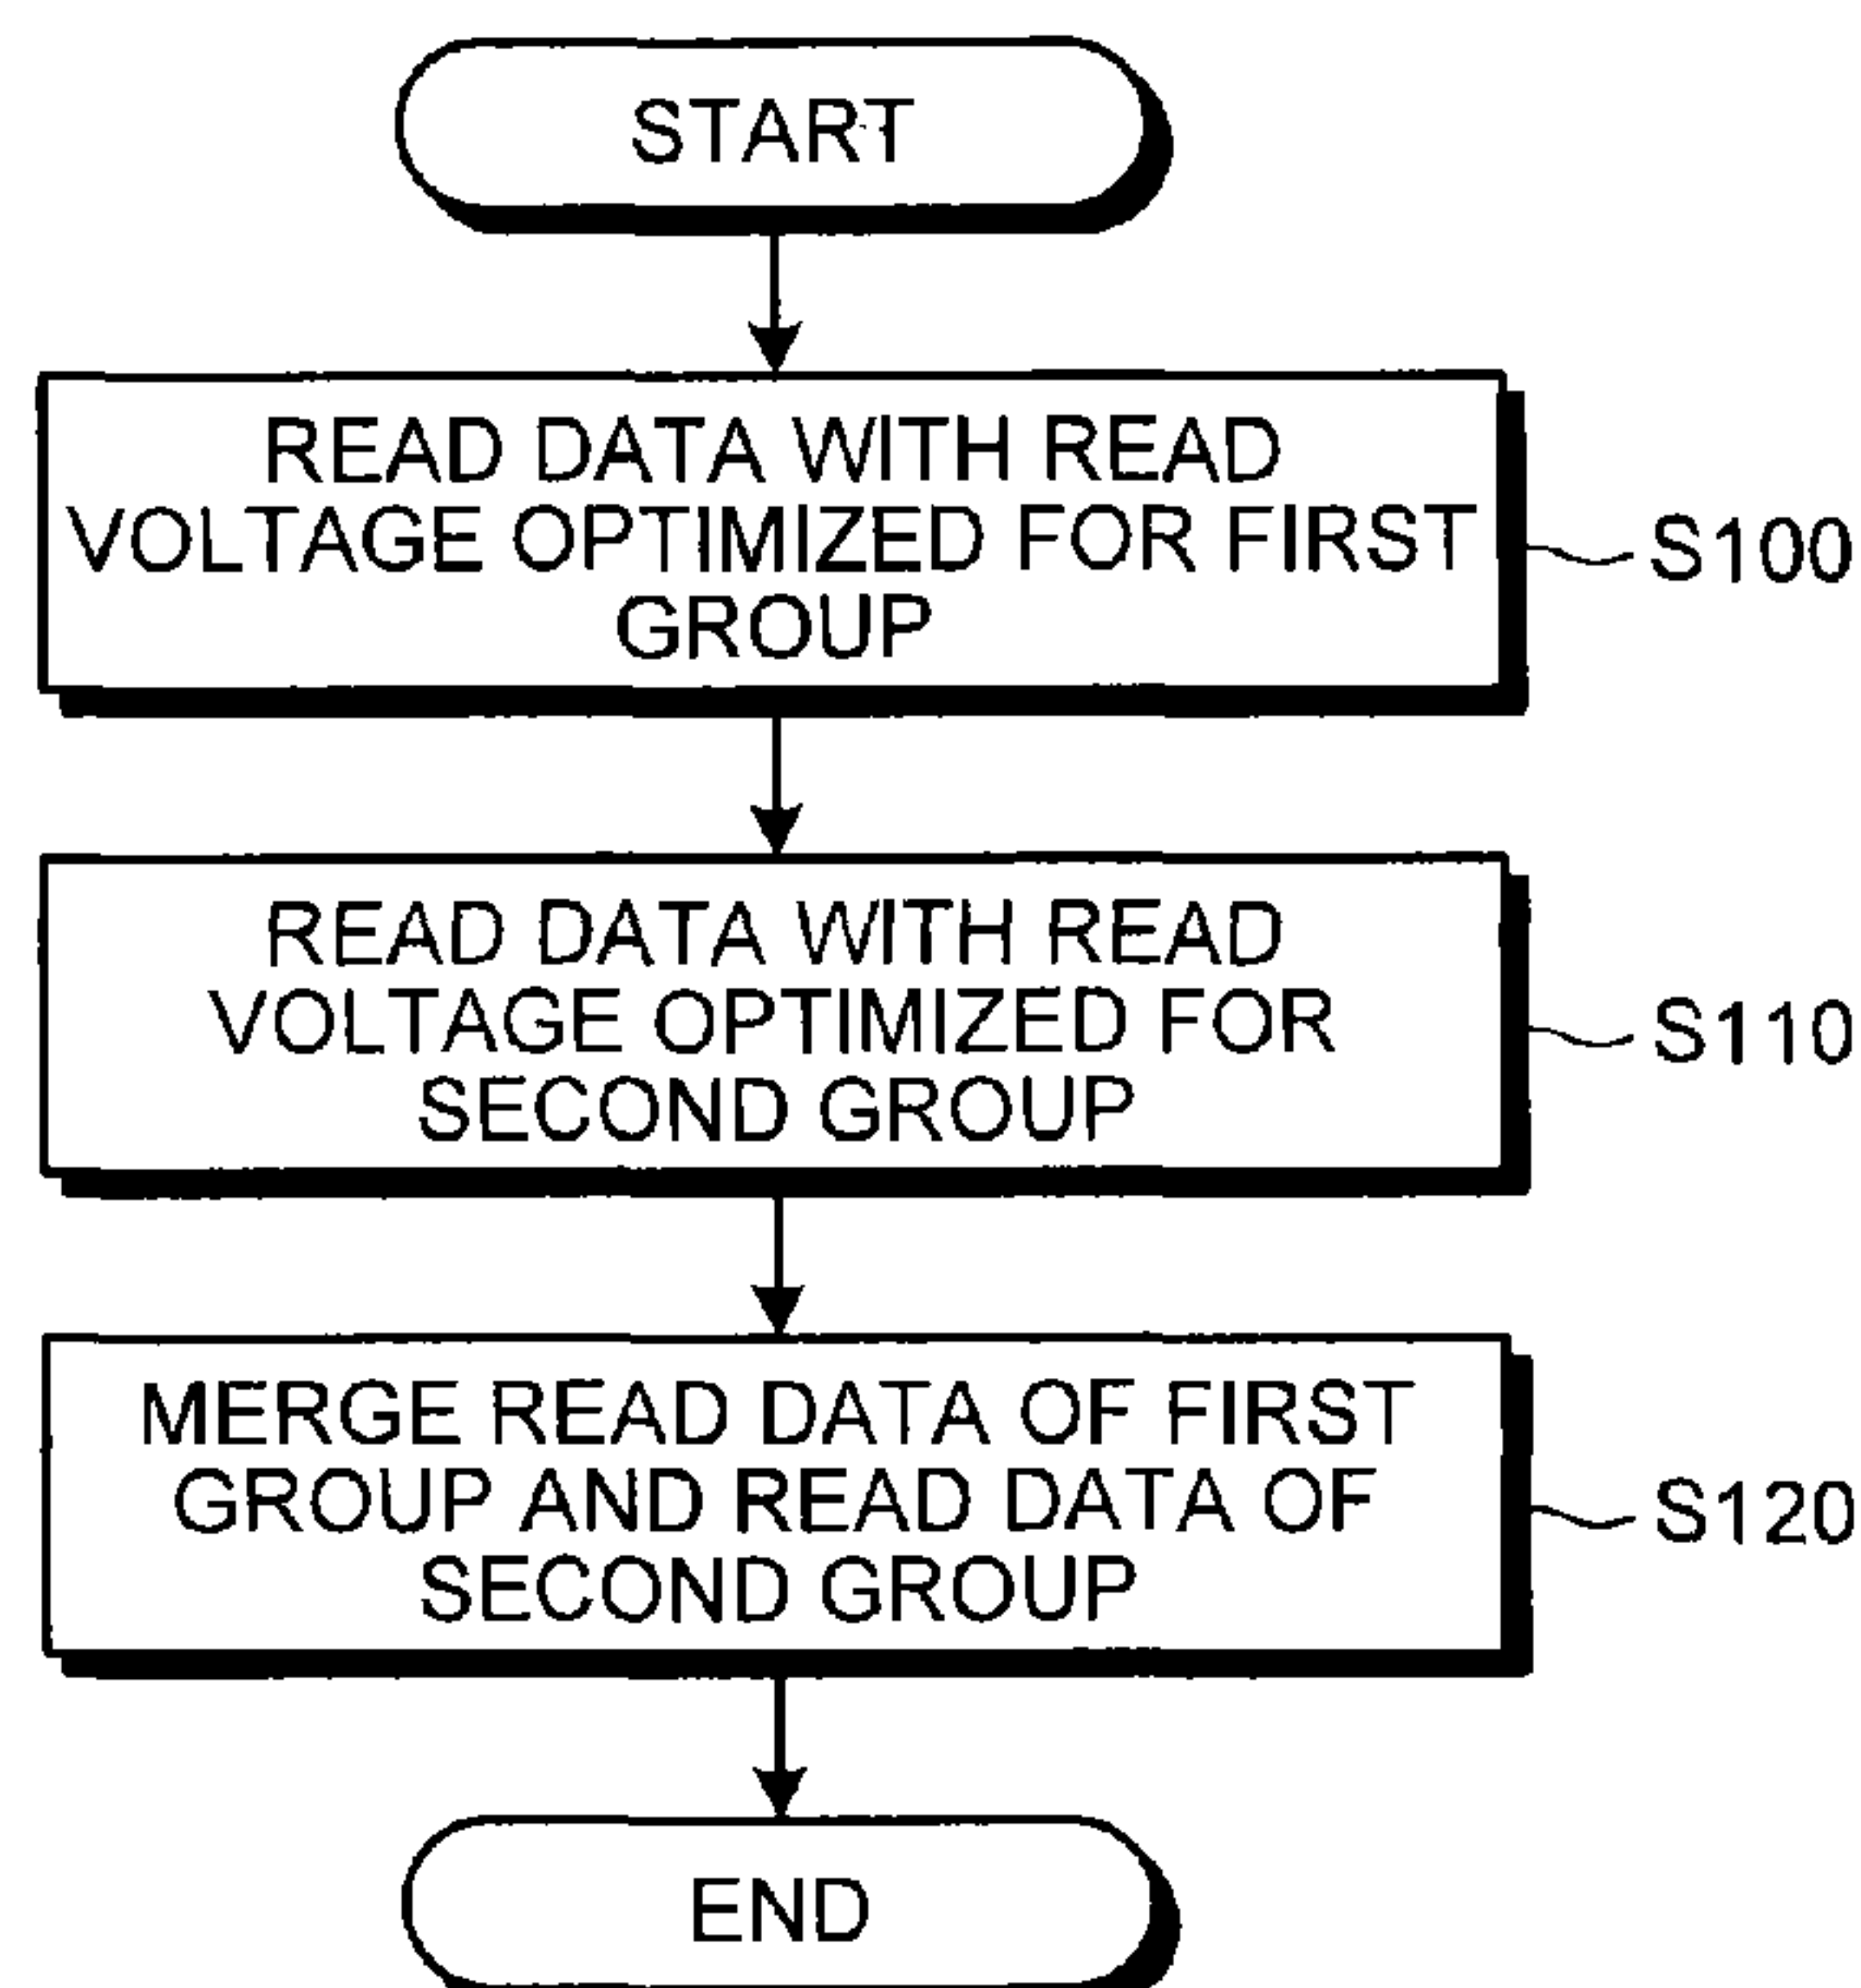 START
READ DATA WITH READ
VOLTAGE OPTIMIZED FOR FIRST
GROUP
S100
READ DATA WITH READ
VOLTAGE OPTIMIZED FOR
SECOND GROUP
S110
MERGE READ DATA OF FIRST
GROUP AND READ DATA OF
SECOND GROUP
S120
END